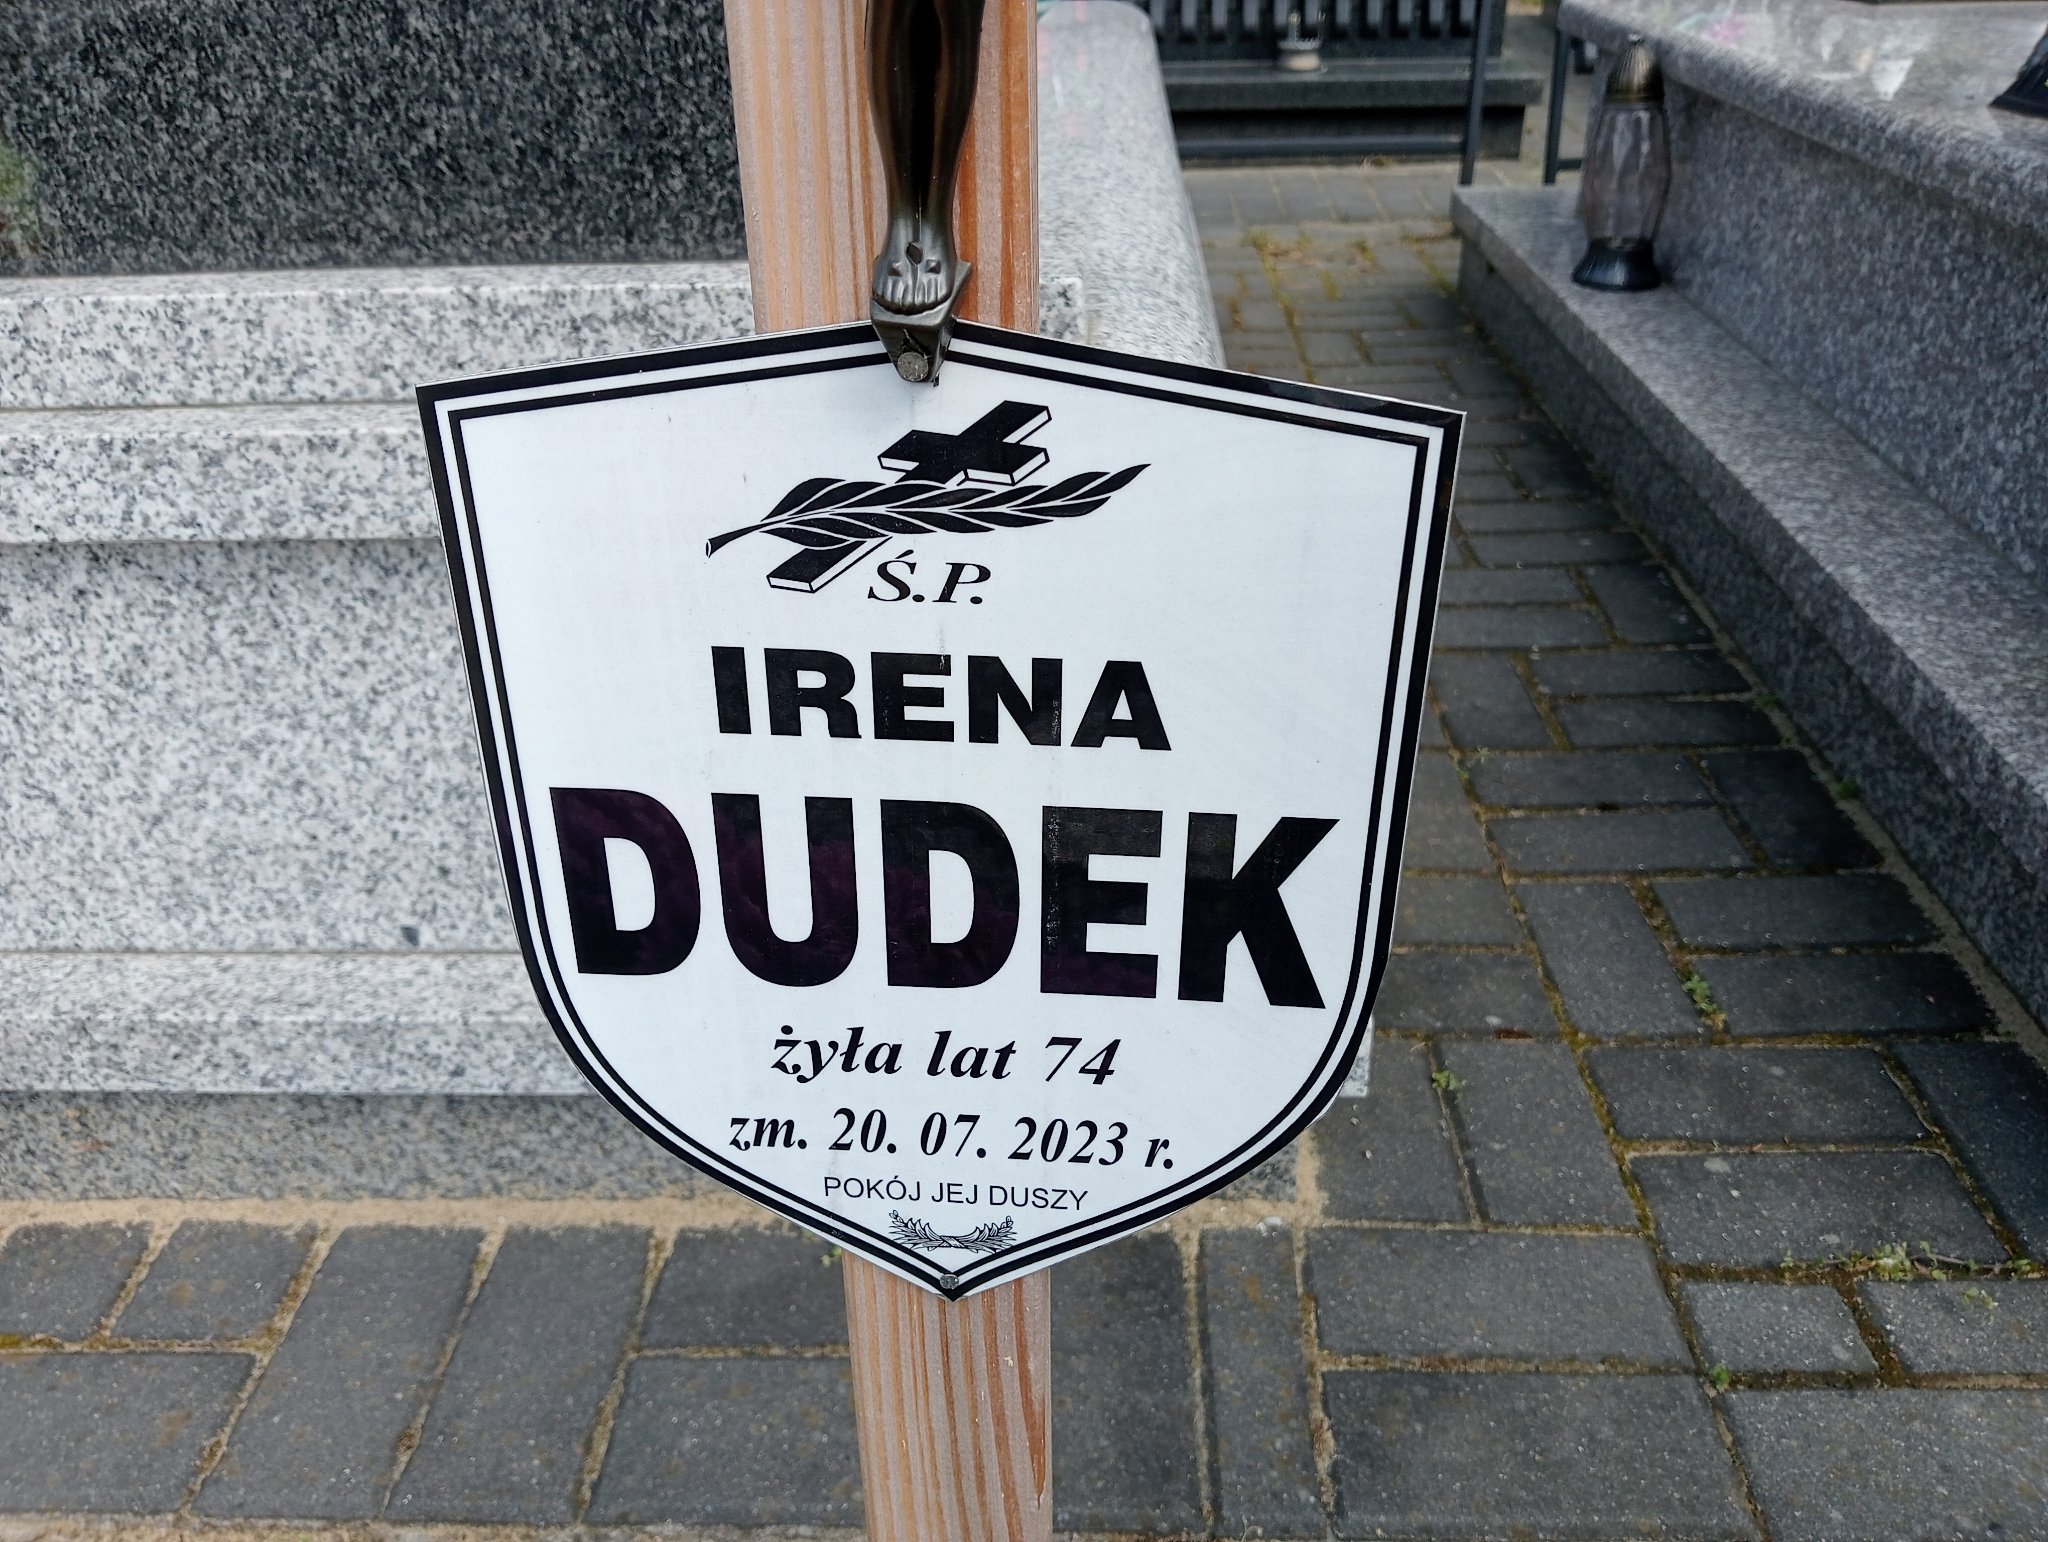 Ś.P.
IRENA
DUDEK
żyła lat 74
zm. 20. 07. 2023 r.
POKÓJ JEJ DUSZY